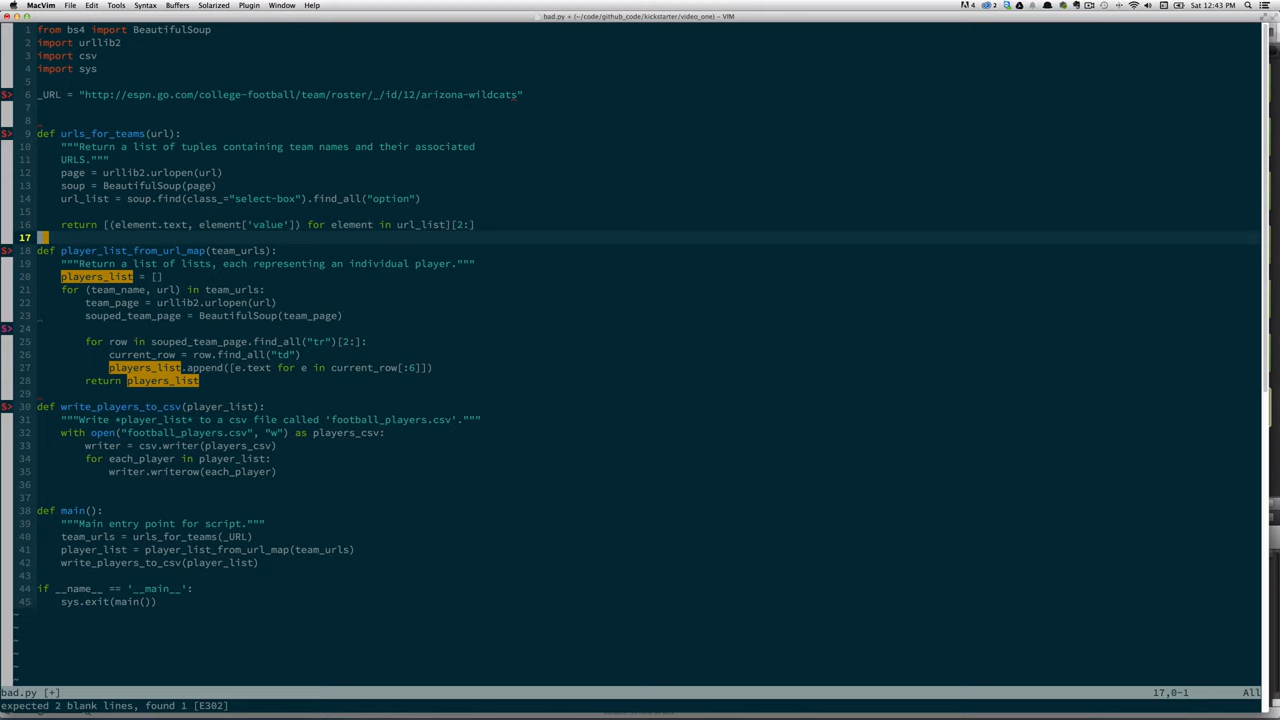 MacVim File Edit Tools Syntax Buffers Solarized Plugin Window Help 4 2 Sat 12:43 PM
bad.py + (~/code/github_code/kickstarter/video_one) – VIM
1 from bs4 import BeautifulSoup
2 import urllib2
3 import csv
4 import sys
5
S> 6 _URL = "http://espn.go.com/college-football/team/roster/_/id/12/arizona-wildcats"
7
8
S> 9 def urls_for_teams(url):
10 """Return a list of tuples containing team names and their associated
11 URLS."""
12 page = urllib2.urlopen(url)
13 soup = BeautifulSoup(page)
14 url_list = soup.find(class_="select-box").find_all("option")
15
16 return [(element.text, element['value']) for element in url_list][2:]
17
S> 18 def player_list_from_url_map(team_urls):
19 """Return a list of lists, each representing an individual player."""
20 players_list = []
21 for (team_name, url) in team_urls:
22 team_page = urllib2.urlopen(url)
23 souped_team_page = BeautifulSoup(team_page)
S> 24
25 for row in souped_team_page.find_all("tr")[2:]:
26 current_row = row.find_all("td")
27 players_list.append([e.text for e in current_row[:6]])
28 return players_list
29
S> 30 def write_players_to_csv(player_list):
31 """Write *player_list* to a csv file called 'football_players.csv'."""
32 with open("football_players.csv", "w") as players_csv:
33 writer = csv.writer(players_csv)
34 for each_player in player_list:
35 writer.writerow(each_player)
36
37
38 def main():
39 """Main entry point for script."""
40 team_urls = urls_for_teams(_URL)
41 player_list = player_list_from_url_map(team_urls)
42 write_players_to_csv(player_list)
43
44 if __name__ == '__main__':
45 sys.exit(main())
~
~
~
~
~
~
bad.py [+] 17,0-1 All
expected 2 blank lines, found 1 [E302]